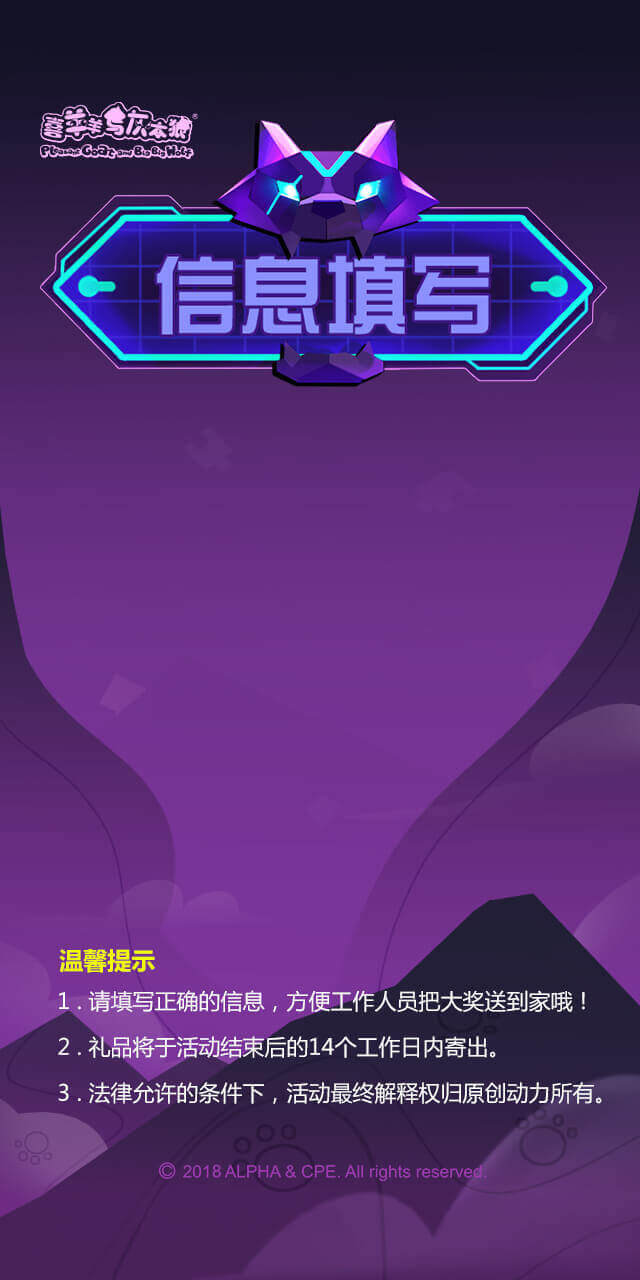 喜羊羊与灰太狼®
Pleasant Goat and Big Big Wolf
信息填写
温馨提示
1 . 请填写正确的信息，方便工作人员把大奖送到家哦！
2 . 礼品将于活动结束后的14个工作日内寄出。
3 . 法律允许的条件下，活动最终解释权归原创动力所有。
© 2018 ALPHA & CPE. All rights reserved.